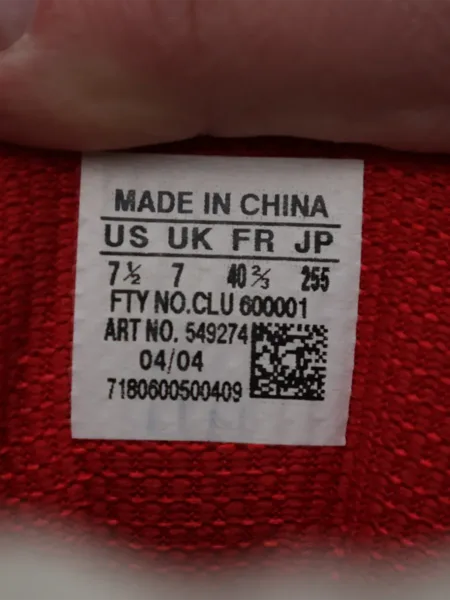 MADE IN CHINA
US UK FR JP
7½ 7 40⅔ 255
FTY NO.CLU 600001
ART NO. 549274
04/04
7180600500409